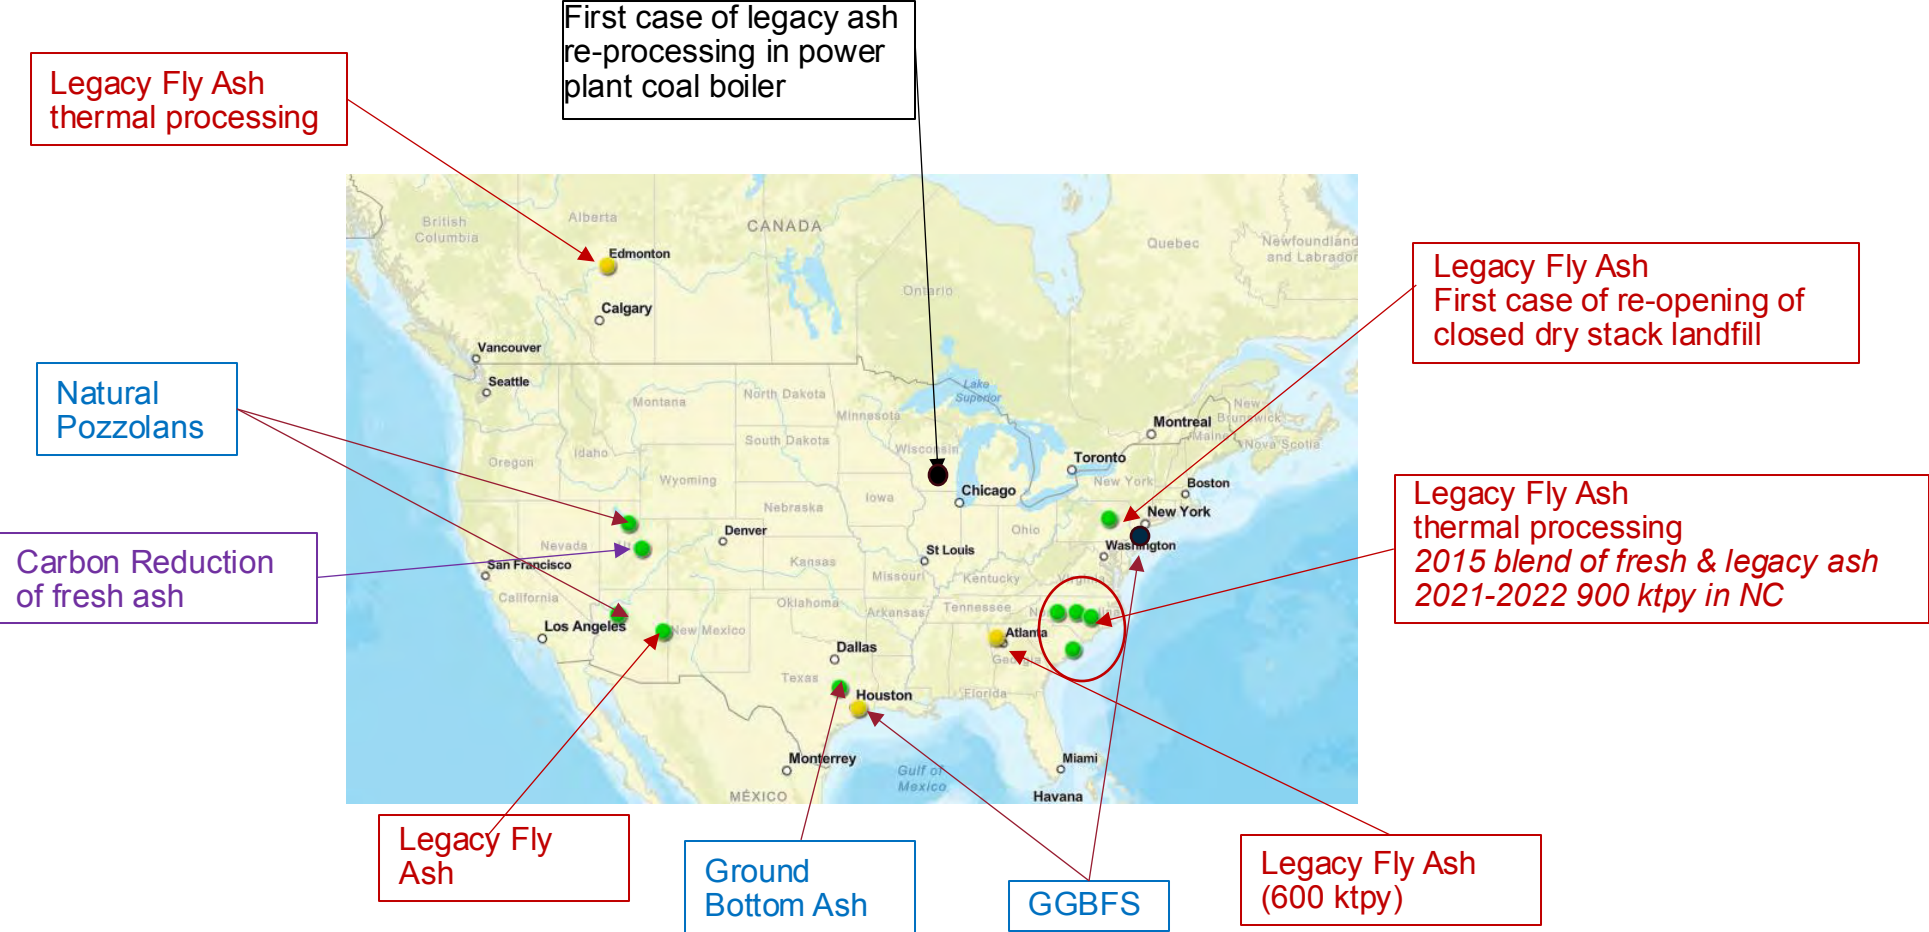 First case of legacy ash
re-processing in power
plant coal boiler
Legacy Fly Ash
thermal processing
British
Columbia
Alberta
CANADA
Edmonton
Quebec
Newfoundland
and Labrador
Legacy Fly Ash
First case of re-opening of
closed dry stack landfill
Ontario
Calgary
Vancouver
Seattle
Natural
Pozzolans
Montana
North Dakota
Minnesota
Lake
Superior
New
Brunswick
Montreal
Maine
Nova Scotia
Oregon
Idaho
South Dakota
Wisconsin
Toronto
Wyoming
Iowa
Chicago
New York
Boston
Legacy Fly Ash
thermal processing
2015 blend of fresh & legacy ash
2021-2022 900 ktpy in NC
Nebraska
New York
Carbon Reduction
of fresh ash
Nevada
Denver
Ohio
Washington
San Francisco
Kansas
St Louis
Missouri
Kentucky
Virginia
California
Oklahoma
Arkansas
Tennessee
Los Angeles
New Mexico
Atlanta
Georgia
Dallas
Texas
Houston
Florida
Monterrey
Gulf of
Mexico
Miami
MÉXICO
Havana
Legacy Fly
Ash
Ground
Bottom Ash
GGBFS
Legacy Fly Ash
(600 ktpy)